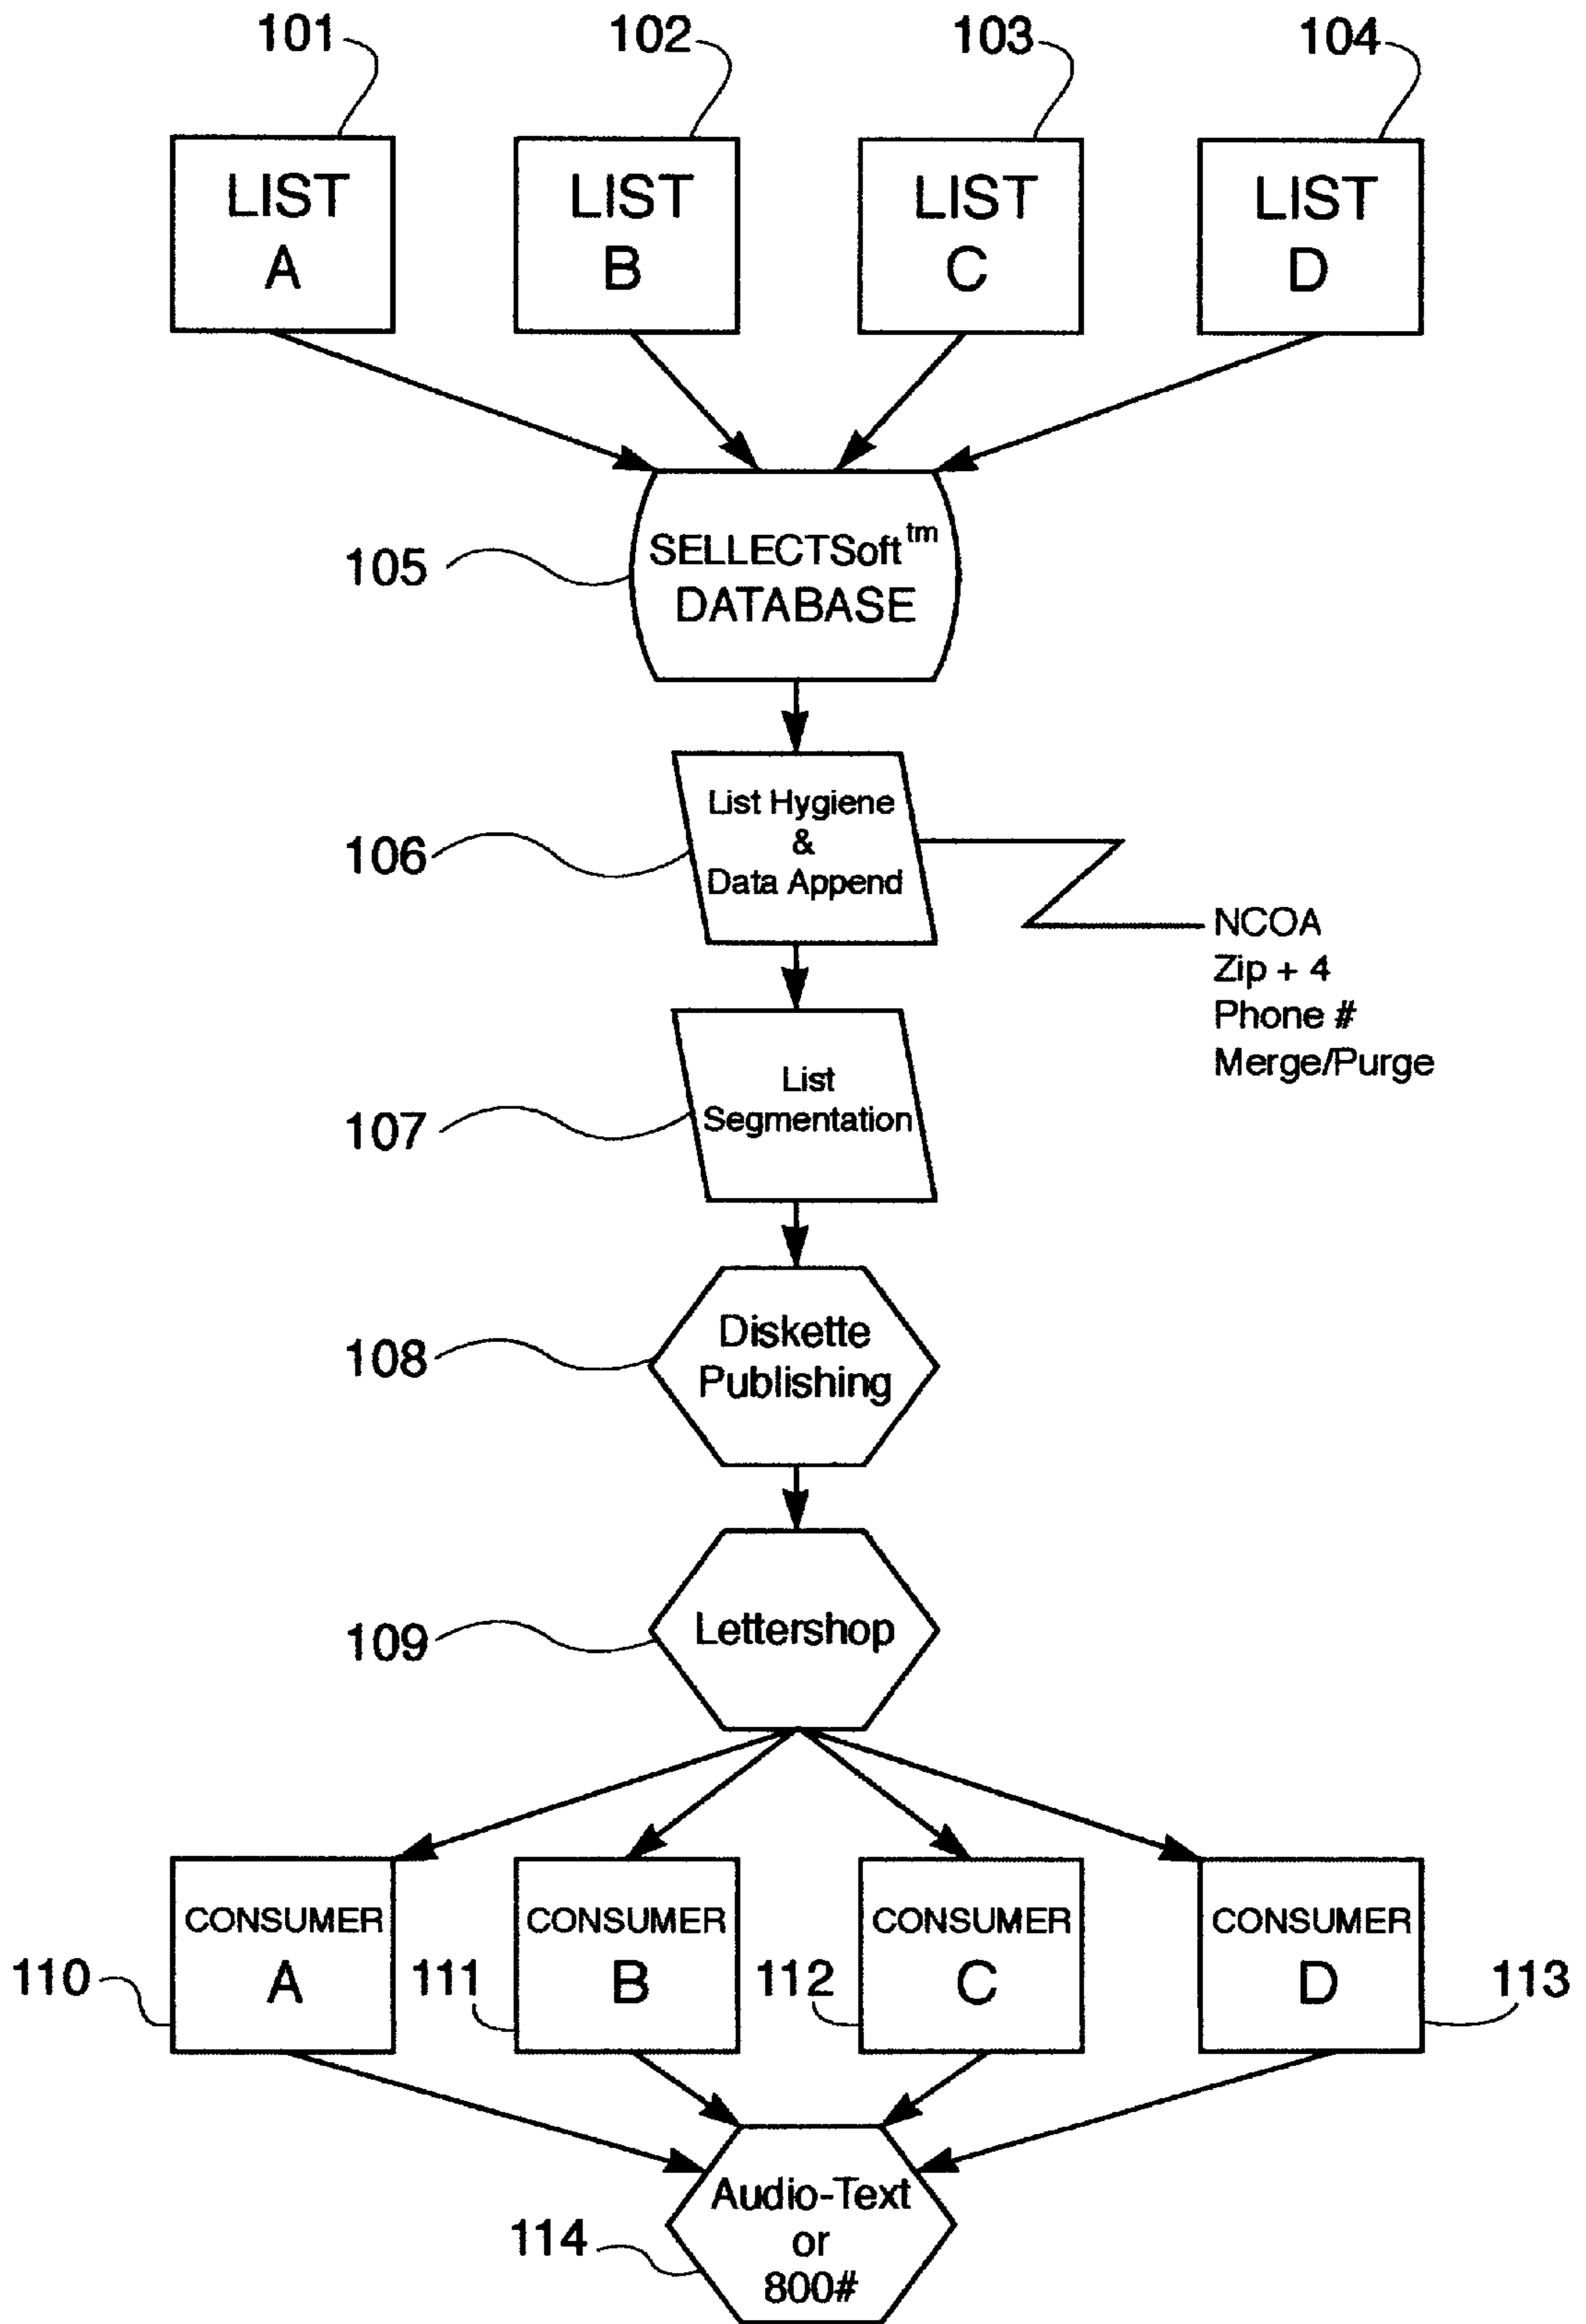 101
102
103
104
LIST
A
LIST
B
LIST
C
LIST
D
105
SELLECTSoft™
DATABASE
106
List Hygiene
&
Data Append
NCOA
Zip + 4
Phone #
Merge/Purge
107
List
Segmentation
108
Diskette
Publishing
109
Lettershop
110
CONSUMER
A
111
CONSUMER
B
112
CONSUMER
C
113
CONSUMER
D
114
Audio-Text
or
800#